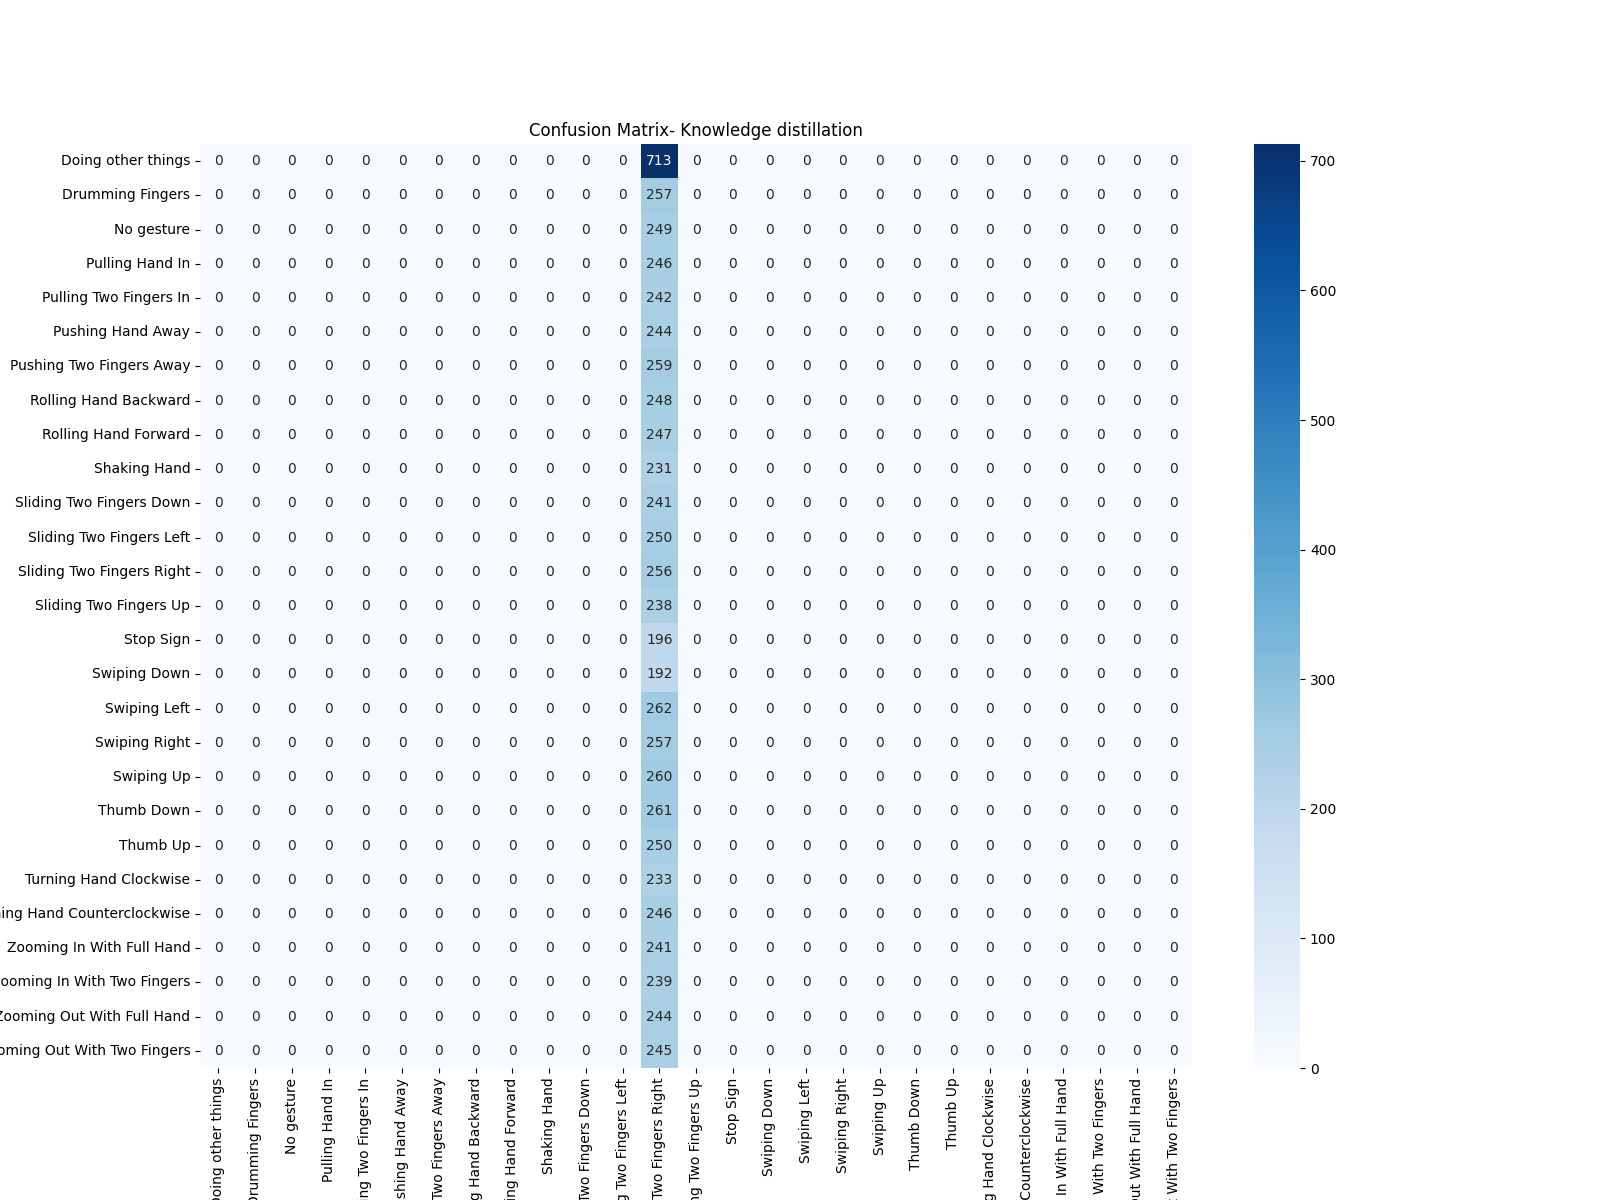 Confusion Matrix- Knowledge distillation
Doing other things 0 0 0 0 0 0 0 0 0 0 0 0 713 0 0 0 0 0 0 0 0 0 0 0 0 0 0
Drumming Fingers 0 0 0 0 0 0 0 0 0 0 0 0 257 0 0 0 0 0 0 0 0 0 0 0 0 0 0
No gesture 0 0 0 0 0 0 0 0 0 0 0 0 249 0 0 0 0 0 0 0 0 0 0 0 0 0 0
Pulling Hand In 0 0 0 0 0 0 0 0 0 0 0 0 246 0 0 0 0 0 0 0 0 0 0 0 0 0 0
Pulling Two Fingers In 0 0 0 0 0 0 0 0 0 0 0 0 242 0 0 0 0 0 0 0 0 0 0 0 0 0 0
Pushing Hand Away 0 0 0 0 0 0 0 0 0 0 0 0 244 0 0 0 0 0 0 0 0 0 0 0 0 0 0
Pushing Two Fingers Away 0 0 0 0 0 0 0 0 0 0 0 0 259 0 0 0 0 0 0 0 0 0 0 0 0 0 0
Rolling Hand Backward 0 0 0 0 0 0 0 0 0 0 0 0 248 0 0 0 0 0 0 0 0 0 0 0 0 0 0
Rolling Hand Forward 0 0 0 0 0 0 0 0 0 0 0 0 247 0 0 0 0 0 0 0 0 0 0 0 0 0 0
Shaking Hand 0 0 0 0 0 0 0 0 0 0 0 0 231 0 0 0 0 0 0 0 0 0 0 0 0 0 0
Sliding Two Fingers Down 0 0 0 0 0 0 0 0 0 0 0 0 241 0 0 0 0 0 0 0 0 0 0 0 0 0 0
Sliding Two Fingers Left 0 0 0 0 0 0 0 0 0 0 0 0 250 0 0 0 0 0 0 0 0 0 0 0 0 0 0
Sliding Two Fingers Right 0 0 0 0 0 0 0 0 0 0 0 0 256 0 0 0 0 0 0 0 0 0 0 0 0 0 0
Sliding Two Fingers Up 0 0 0 0 0 0 0 0 0 0 0 0 238 0 0 0 0 0 0 0 0 0 0 0 0 0 0
Stop Sign 0 0 0 0 0 0 0 0 0 0 0 0 196 0 0 0 0 0 0 0 0 0 0 0 0 0 0
Swiping Down 0 0 0 0 0 0 0 0 0 0 0 0 192 0 0 0 0 0 0 0 0 0 0 0 0 0 0
Swiping Left 0 0 0 0 0 0 0 0 0 0 0 0 262 0 0 0 0 0 0 0 0 0 0 0 0 0 0
Swiping Right 0 0 0 0 0 0 0 0 0 0 0 0 257 0 0 0 0 0 0 0 0 0 0 0 0 0 0
Swiping Up 0 0 0 0 0 0 0 0 0 0 0 0 260 0 0 0 0 0 0 0 0 0 0 0 0 0 0
Thumb Down 0 0 0 0 0 0 0 0 0 0 0 0 261 0 0 0 0 0 0 0 0 0 0 0 0 0 0
Thumb Up 0 0 0 0 0 0 0 0 0 0 0 0 250 0 0 0 0 0 0 0 0 0 0 0 0 0 0
Turning Hand Clockwise 0 0 0 0 0 0 0 0 0 0 0 0 233 0 0 0 0 0 0 0 0 0 0 0 0 0 0
ing Hand Counterclockwise 0 0 0 0 0 0 0 0 0 0 0 0 246 0 0 0 0 0 0 0 0 0 0 0 0 0 0
Zooming In With Full Hand 0 0 0 0 0 0 0 0 0 0 0 0 241 0 0 0 0 0 0 0 0 0 0 0 0 0 0
ooming In With Two Fingers 0 0 0 0 0 0 0 0 0 0 0 0 239 0 0 0 0 0 0 0 0 0 0 0 0 0 0
Zooming Out With Full Hand 0 0 0 0 0 0 0 0 0 0 0 0 244 0 0 0 0 0 0 0 0 0 0 0 0 0 0
oming Out With Two Fingers 0 0 0 0 0 0 0 0 0 0 0 0 245 0 0 0 0 0 0 0 0 0 0 0 0 0 0
Doing other things
Drumming Fingers
No gesture
Pulling Hand In
ng Two Fingers In
shing Hand Away
Two Fingers Away
g Hand Backward
ing Hand Forward
Shaking Hand
Two Fingers Down
g Two Fingers Left
Two Fingers Right
ng Two Fingers Up
Stop Sign
Swiping Down
Swiping Left
Swiping Right
Swiping Up
Thumb Down
Thumb Up
g Hand Clockwise
Counterclockwise
In With Full Hand
With Two Fingers
ut With Full Hand
With Two Fingers
700
600
500
400
300
200
100
0